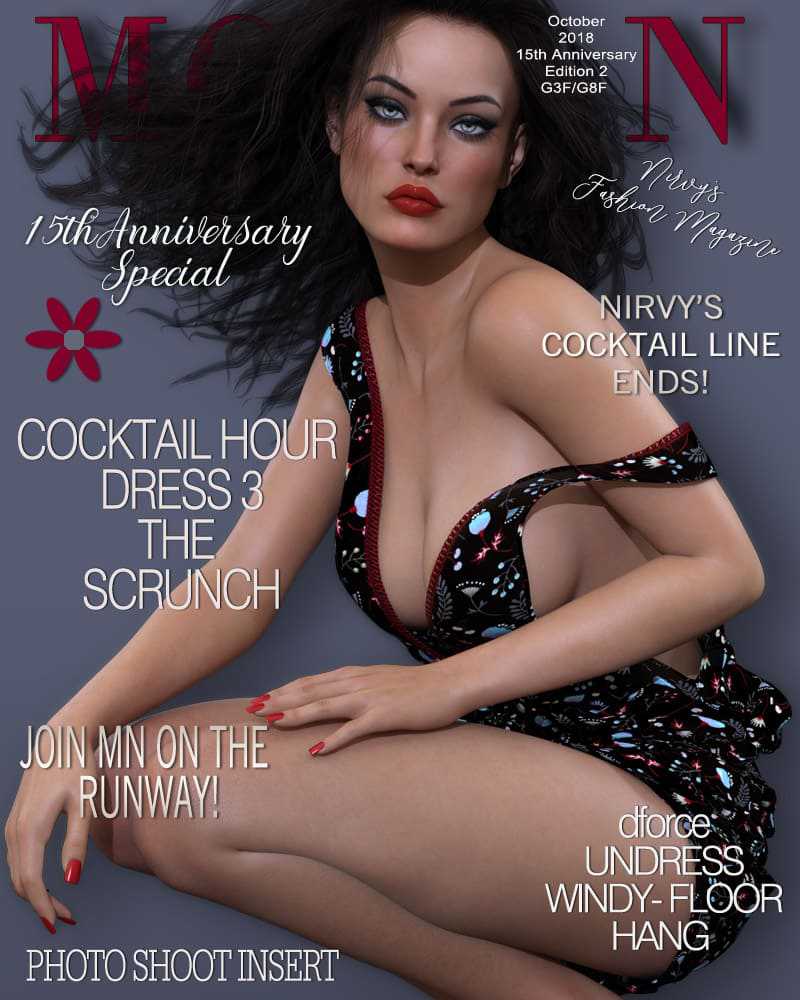 October
2018
15th Anniversary
Edition 2
G3F/G8F
Nirvy's
Fashion Magazine
15th Anniversary
Special
NIRVY'S
COCKTAIL LINE
ENDS!
COCKTAIL HOUR
DRESS 3
THE
SCRUNCH
JOIN MN ON THE
RUNWAY!
dforce
UNDRESS
WINDY- FLOOR
HANG
PHOTO SHOOT INSERT